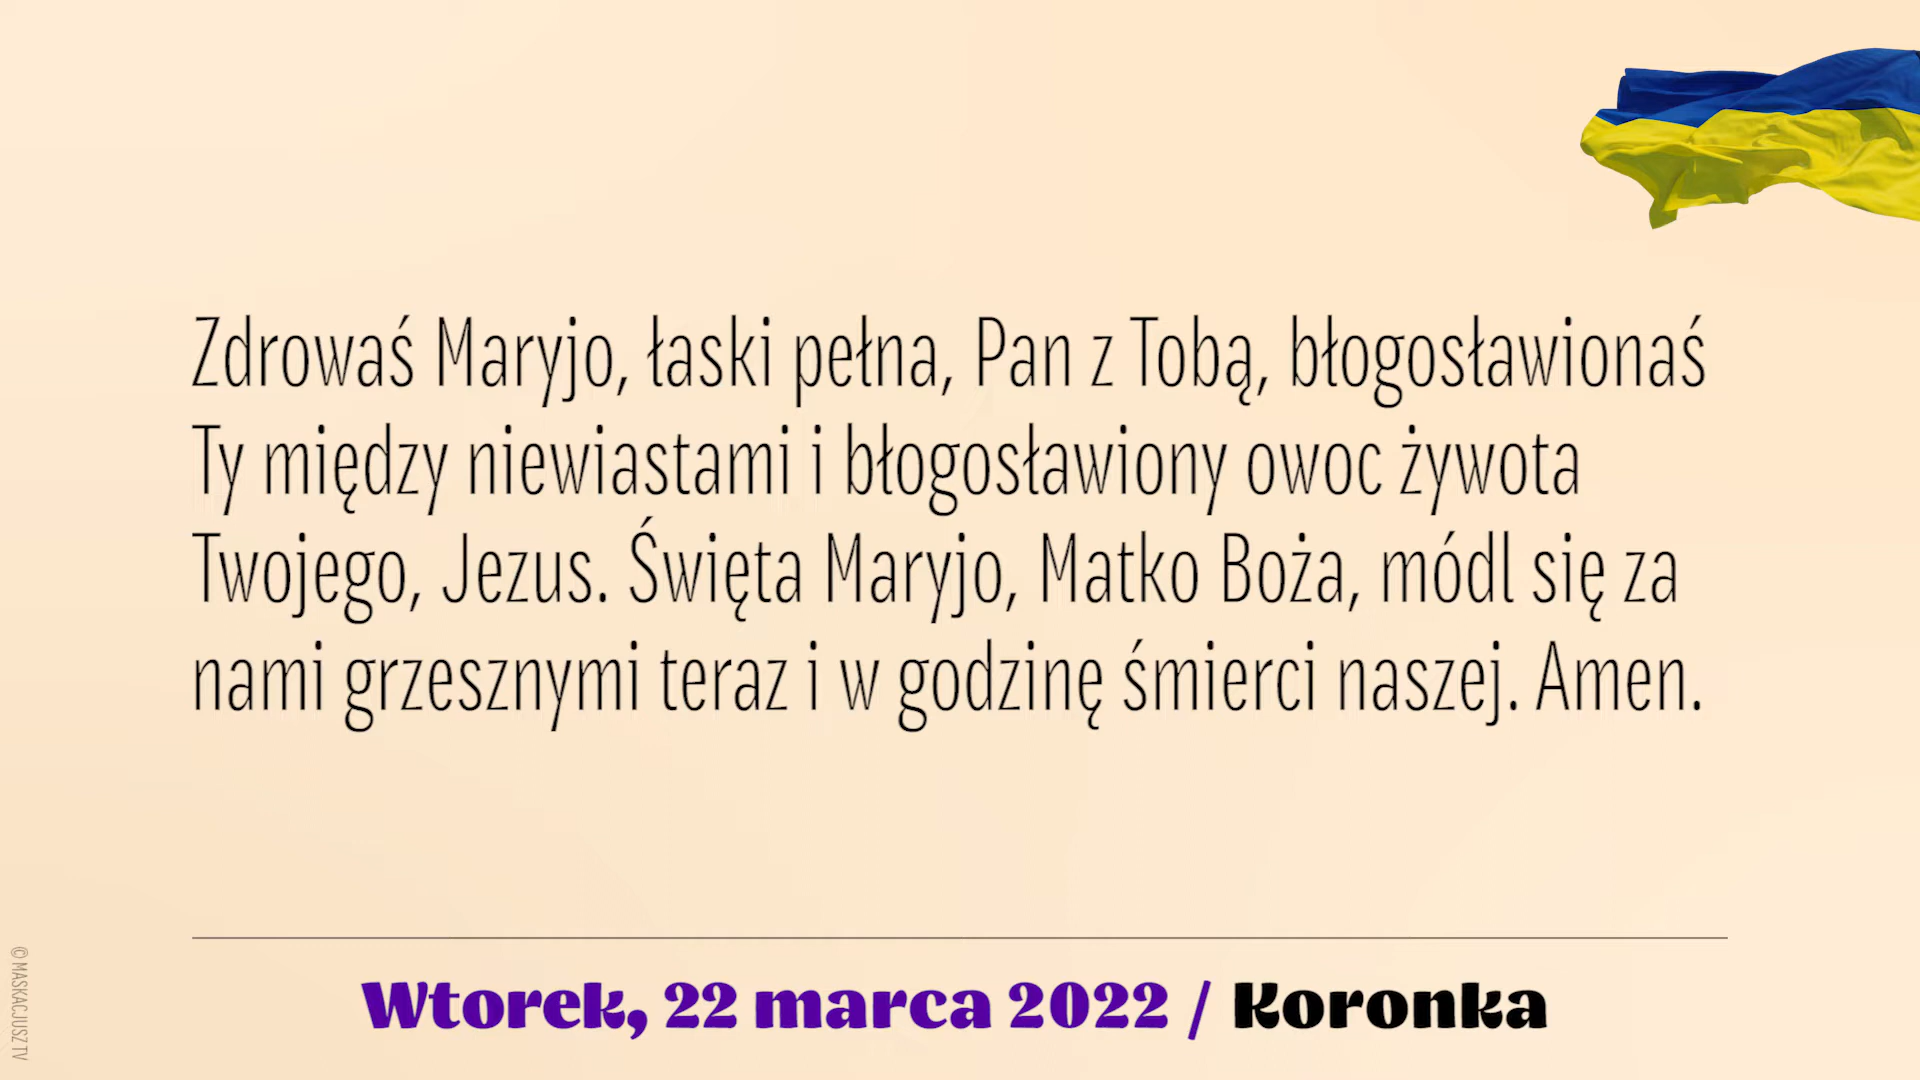 Zdrowaś Maryjo, łaski pełna, Pan z Tobą, błogosławionaś
Ty między niewiastami i błogosławiony owoc żywota
Twojego, Jezus. Święta Maryjo, Matko Boża, módl się za
nami grzesznymi teraz i w godzinę śmierci naszej. Amen.
Wtorek, 22 marca 2022 / Koronka
© MASKACJUSZ TV